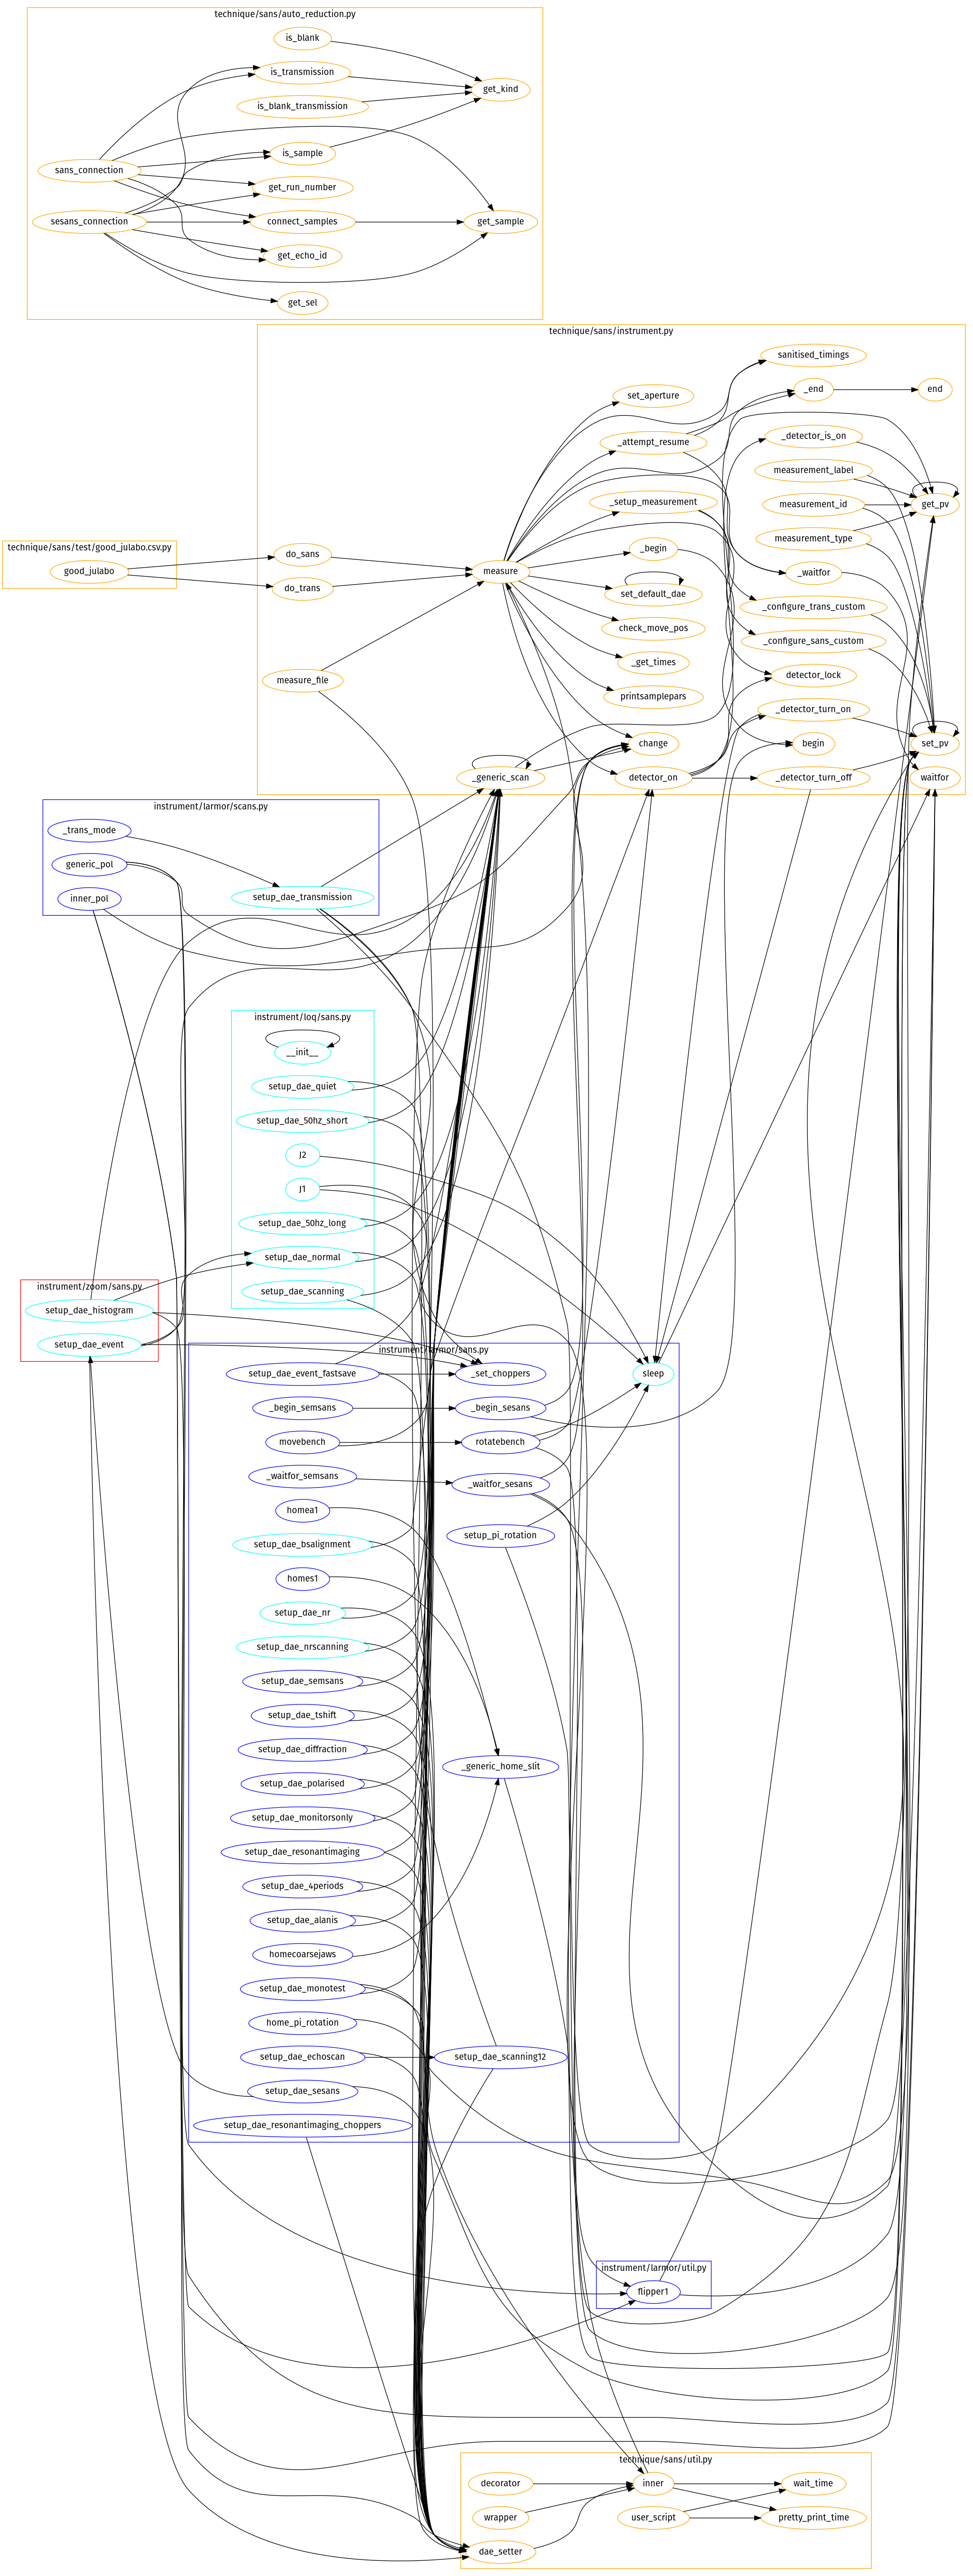 technique/sans/auto_reduction.py
is_blank
is_transmission
get_kind
is_blank_transmission
is_sample
sans_connection
get_run_number
sesans_connection
connect_samples
get_sample
get_echo_id
get_sel
technique/sans/instrument.py
sanitised_timings
set_aperture
_end
end
_attempt_resume
_detector_is_on
measurement_label
_setup_measurement
measurement_id
get_pv
measurement_type
technique/sans/test/good_julabo.csv.py
good_julabo
do_sans
_begin
measure
_waitfor
do_trans
set_default_dae
_configure_trans_custom
check_move_pos
_configure_sans_custom
_get_times
detector_lock
measure_file
printsamplepars
_detector_turn_on
change
begin
set_pv
_generic_scan
detector_on
_detector_turn_off
waitfor
instrument/larmor/scans.py
_trans_mode
generic_pol
inner_pol
setup_dae_transmission
instrument/loq/sans.py
__init__
setup_dae_quiet
setup_dae_50hz_short
J2
J1
setup_dae_50hz_long
setup_dae_normal
setup_dae_scanning
instrument/zoom/sans.py
setup_dae_histogram
setup_dae_event
instrument/larmor/sans.py
setup_dae_event_fastsave
_set_choppers
sleep
_begin_semsans
_begin_sesans
movebench
rotatebench
_waitfor_semsans
_waitfor_sesans
homea1
setup_pi_rotation
setup_dae_bsalignment
homes1
setup_dae_nr
setup_dae_nrscanning
setup_dae_semsans
setup_dae_tshift
setup_dae_diffraction
_generic_home_slit
setup_dae_polarised
setup_dae_monitorsonly
setup_dae_resonantimaging
setup_dae_4periods
setup_dae_alanis
homecoarsejaws
setup_dae_monotest
home_pi_rotation
setup_dae_echoscan
setup_dae_scanning12
setup_dae_sesans
setup_dae_resonantimaging_choppers
instrument/larmor/util.py
flipper1
technique/sans/util.py
decorator
inner
wait_time
wrapper
user_script
pretty_print_time
dae_setter